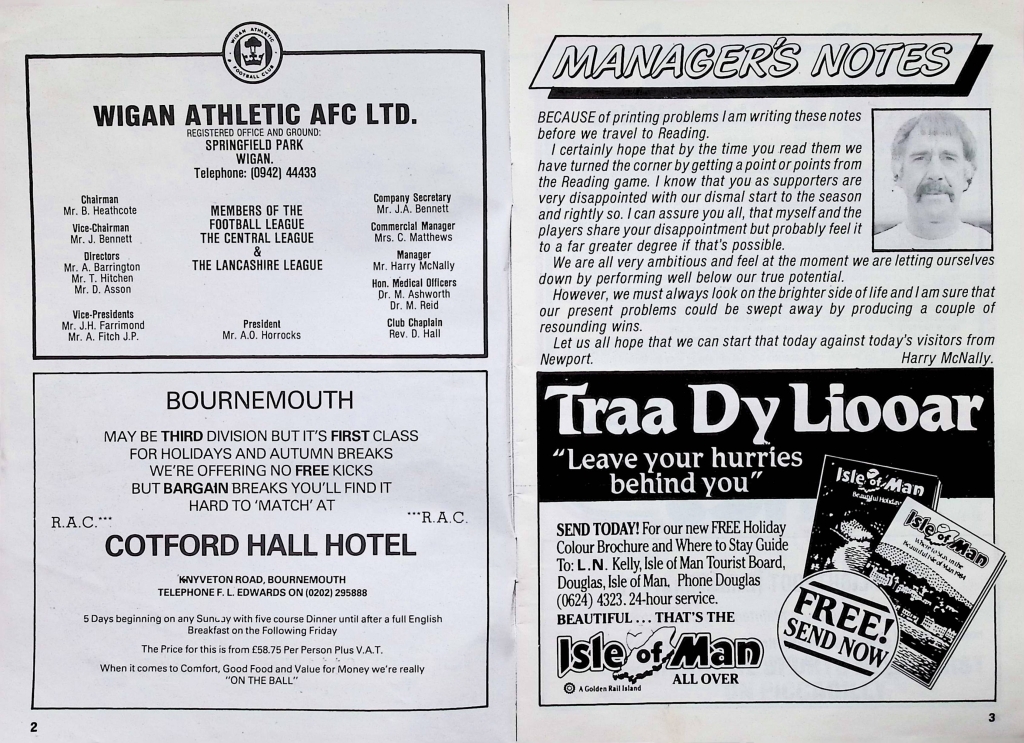 WIGAN ATHLETIC
FOOTBALL CLUB
WIGAN ATHLETIC AFC LTD.
REGISTERED OFFICE AND GROUND:
SPRINGFIELD PARK
WIGAN.
Telephone: (0942) 44433
Chairman
Mr. B. Heathcote
Vice-Chairman
Mr. J. Bennett
Directors
Mr. A. Barrington
Mr. T. Hitchen
Mr. D. Asson
Vice-Presidents
Mr. J.H. Farrimond
Mr. A. Fitch J.P.
MEMBERS OF THE
FOOTBALL LEAGUE
THE CENTRAL LEAGUE
&
THE LANCASHIRE LEAGUE
President
Mr. A.O. Horrocks
Company Secretary
Mr. J.A. Bennett
Commercial Manager
Mrs. C. Matthews
Manager
Mr. Harry McNally
Hon. Medical Officers
Dr. M. Ashworth
Dr. M. Reid
Club Chaplain
Rev. D. Hall
BOURNEMOUTH
MAY BE THIRD DIVISION BUT IT'S FIRST CLASS
FOR HOLIDAYS AND AUTUMN BREAKS
WE'RE OFFERING NO FREE KICKS
BUT BARGAIN BREAKS YOU'LL FIND IT
HARD TO 'MATCH' AT
R.A.C.*** ***R.A.C.
COTFORD HALL HOTEL
KNYVETON ROAD, BOURNEMOUTH
TELEPHONE F. L. EDWARDS ON (0202) 295888
5 Days beginning on any Sunday with five course Dinner until after a full English
Breakfast on the Following Friday
The Price for this is from £58.75 Per Person Plus V.A.T.
When it comes to Comfort, Good Food and Value for Money we're really
"ON THE BALL"
2
MANAGER'S NOTES
BECAUSE of printing problems I am writing these notes
before we travel to Reading.
I certainly hope that by the time you read them we
have turned the corner by getting a point or points from
the Reading game. I know that you as supporters are
very disappointed with our dismal start to the season
and rightly so. I can assure you all, that myself and the
players share your disappointment but probably feel it
to a far greater degree if that's possible.
We are all very ambitious and feel at the moment we are letting ourselves
down by performing well below our true potential.
However, we must always look on the brighter side of life and I am sure that
our present problems could be swept away by producing a couple of
resounding wins.
Let us all hope that we can start that today against today's visitors from
Newport. Harry McNally.
Traa Dy Liooar
"Leave your hurries
behind you"
SEND TODAY! For our new FREE Holiday
Colour Brochure and Where to Stay Guide
To: L.N. Kelly, Isle of Man Tourist Board,
Douglas, Isle of Man, Phone Douglas
(0624) 4323. 24-hour service.
BEAUTIFUL ... THAT'S THE
Isle of Man
ALL OVER
A Golden Rail Island
Isle of Man
Beautiful Holiday
Isle of Man
Where to Stay in the
Beautiful Isle of Man 1984
FREE!
SEND NOW
3